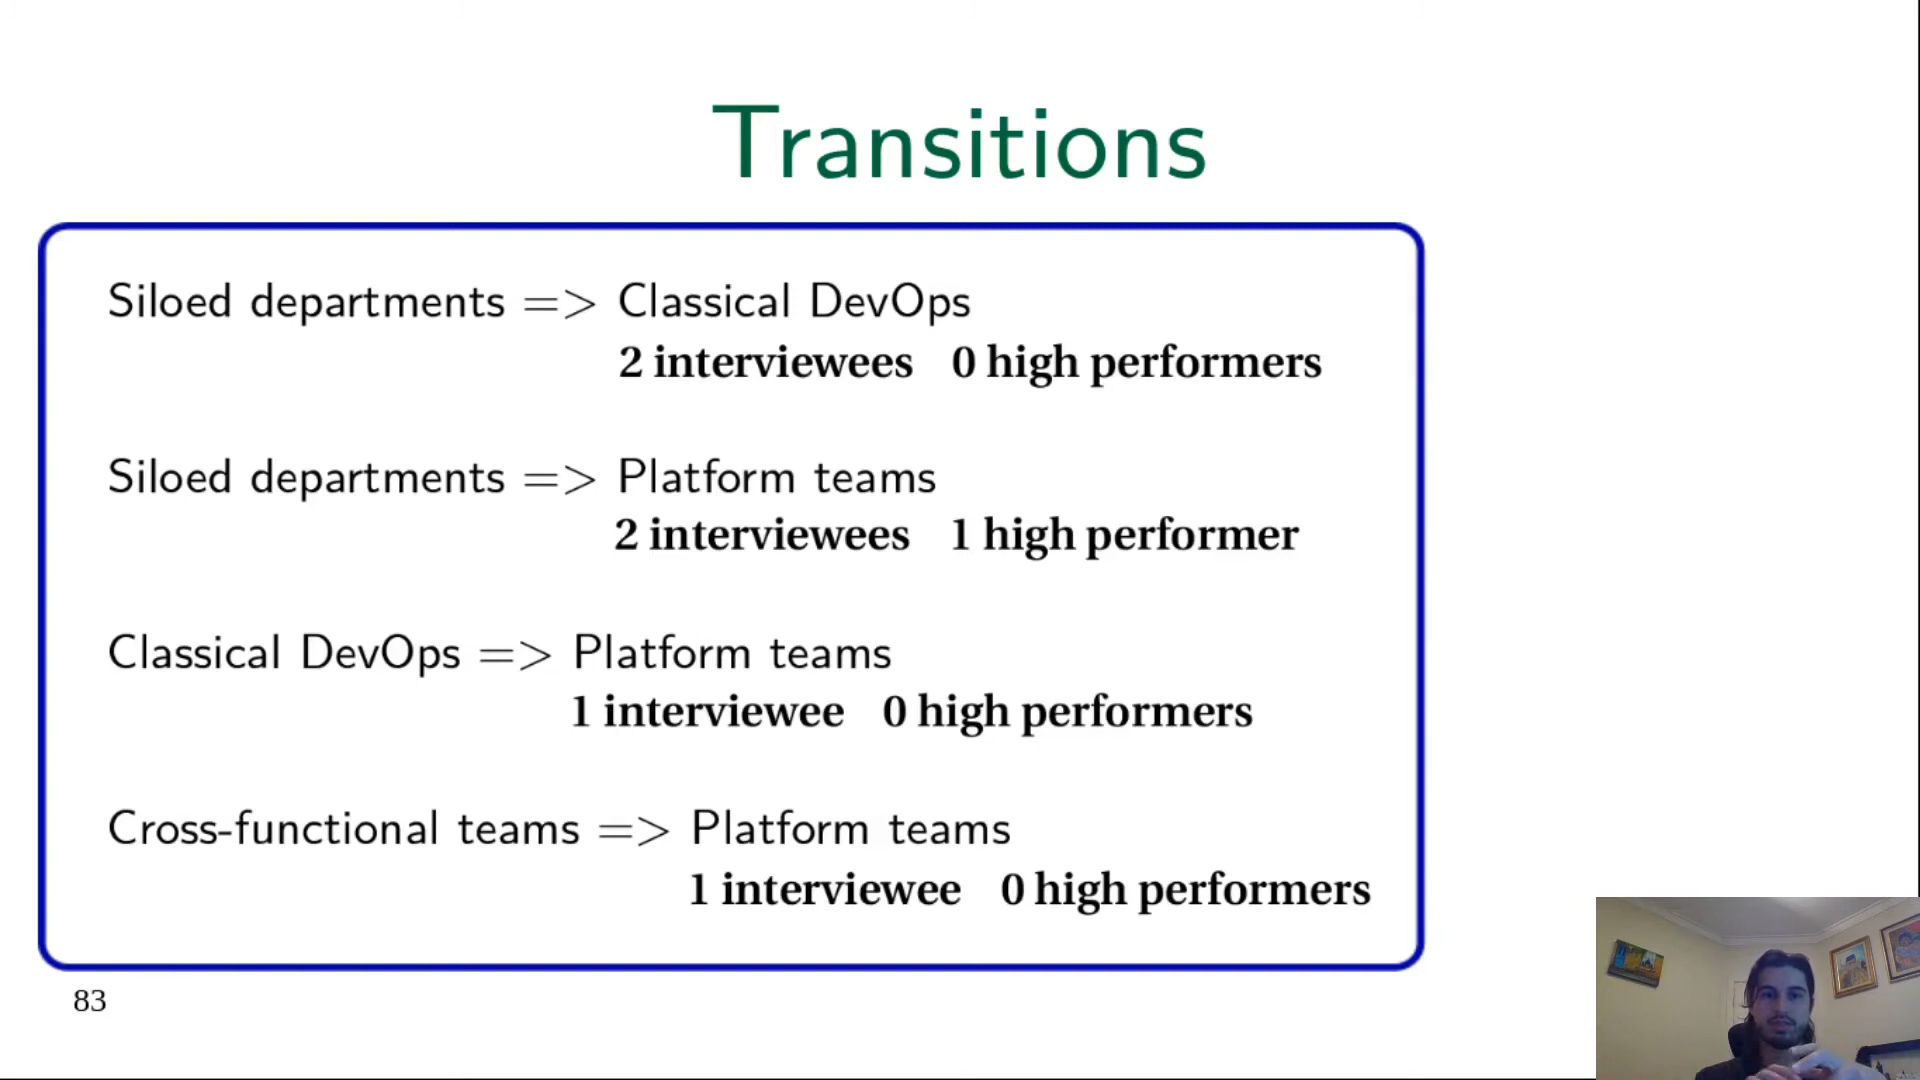 Transitions
Siloed departments => Classical DevOps
2 interviewees 0 high performers
Siloed departments => Platform teams
2 interviewees 1 high performer
Classical DevOps => Platform teams
1 interviewee 0 high performers
Cross-functional teams => Platform teams
1 interviewee 0 high performers
83